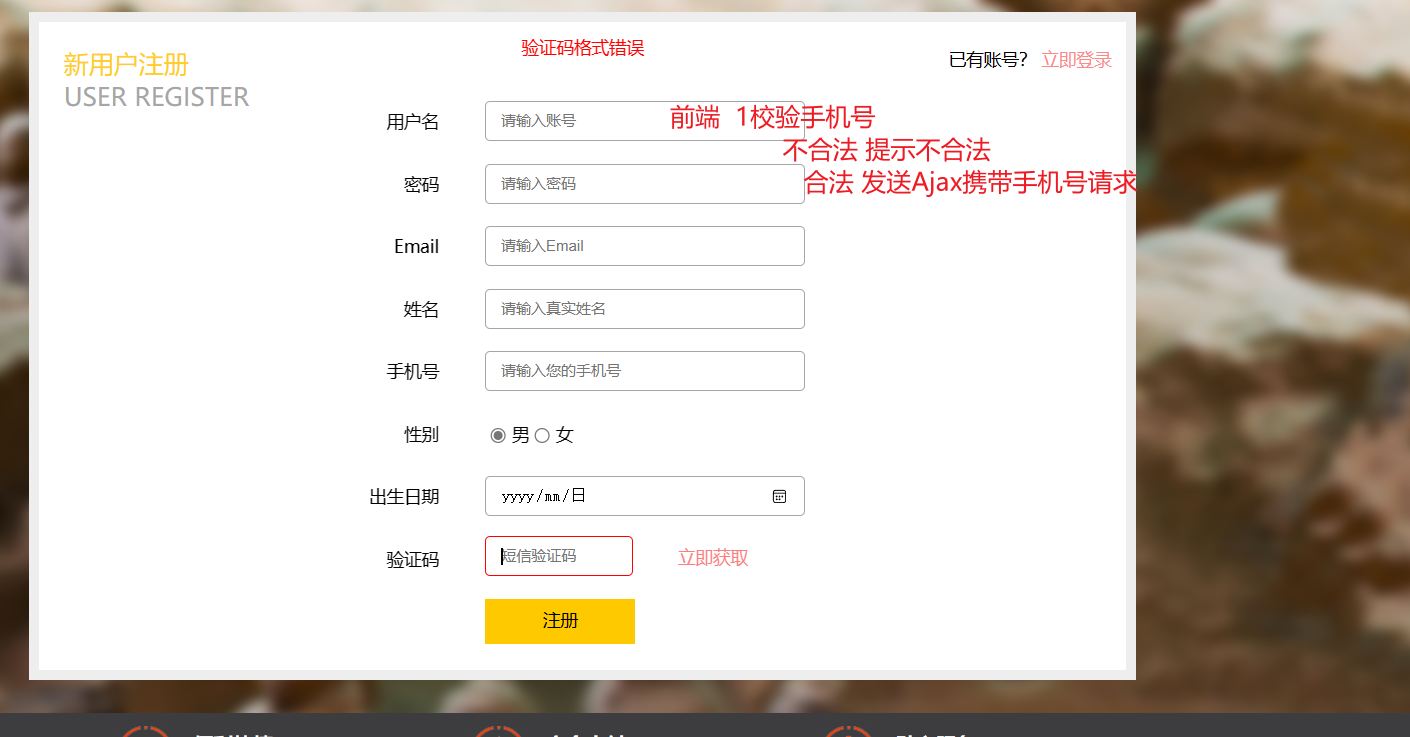 验证码格式错误
已有账号? 立即登录
新用户注册
USER REGISTER
用户名 请输入账号
前端 1校验手机号
不合法 提示不合法
密码 请输入密码
合法 发送Ajax携带手机号请求
Email 请输入Email
姓名 请输入真实姓名
手机号 请输入您的手机号
性别 男 女
出生日期 yyyy/mm/日
验证码 短信验证码 立即获取
注册